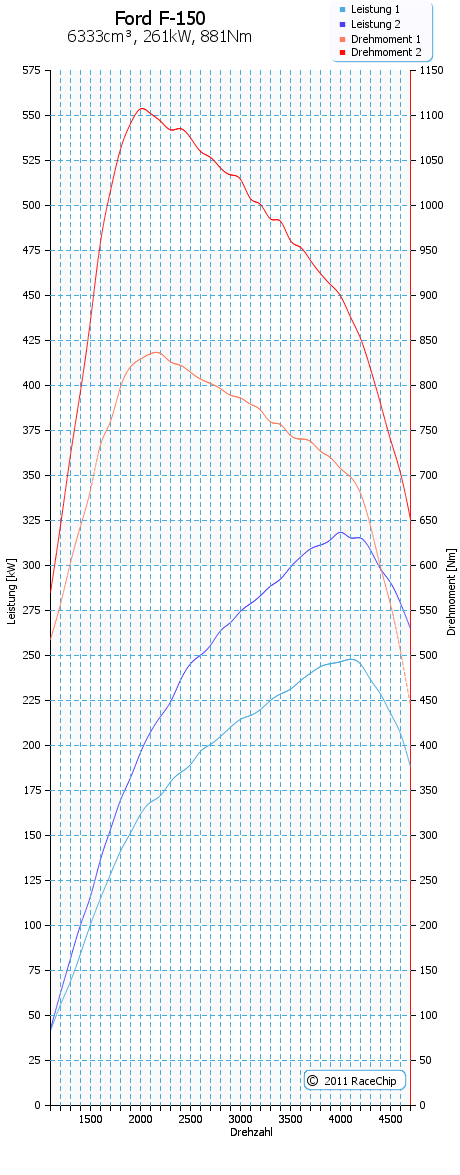 Ford F-150
6333cm³, 261kW, 881Nm
Leistung 1
Leistung 2
Drehmoment 1
Drehmoment 2
575 1150
550 1100
525 1050
500 1000
475 950
450 900
425 850
400 800
375 750
350 700
325 650
300 600
275 550
250 500
225 450
200 400
175 350
150 300
125 250
100 200
75 150
50 100
25 50
0 0
Leistung [kW]
Drehmoment [Nm]
© 2011 RaceChip
1500 2000 2500 3000 3500 4000 4500
Drehzahl